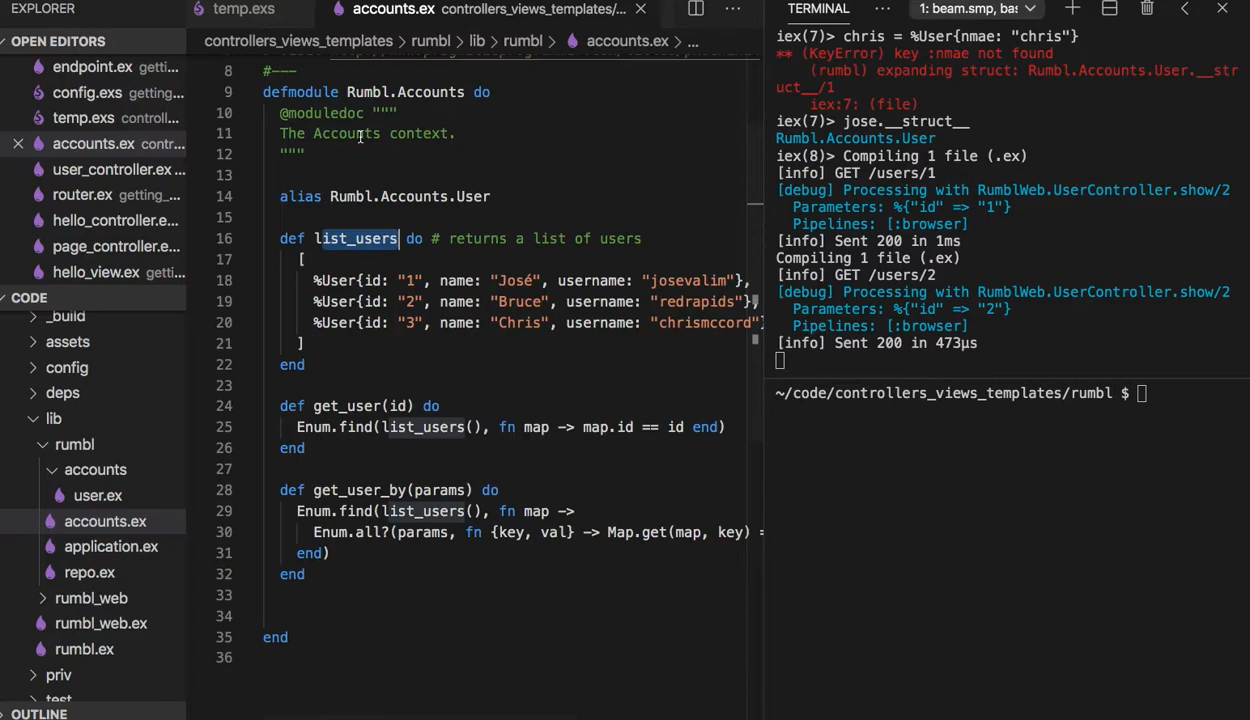 EXPLORER
OPEN EDITORS
endpoint.ex getti...
config.exs getting...
temp.exs controll...
accounts.ex contr...
user_controller.ex ...
router.ex getting_...
hello_controller.e...
page_controller.e...
hello_view.ex getti...
CODE
_build
assets
config
deps
lib
rumbl
accounts
user.ex
accounts.ex
application.ex
repo.ex
rumbl_web
rumbl_web.ex
rumbl.ex
priv
test
OUTLINE
temp.exs
accounts.ex controllers_views_templates/...
controllers_views_templates > rumbl > lib > rumbl > accounts.ex > ...
8 #---
9 defmodule Rumbl.Accounts do
10 @moduledoc """
11 The Accounts context.
12 """
13
14 alias Rumbl.Accounts.User
15
16 def list_users do # returns a list of users
17 [
18 %User{id: "1", name: "José", username: "josevalim"},
19 %User{id: "2", name: "Bruce", username: "redrapids"},
20 %User{id: "3", name: "Chris", username: "chrismccord"}
21 ]
22 end
23
24 def get_user(id) do
25 Enum.find(list_users(), fn map -> map.id == id end)
26 end
27
28 def get_user_by(params) do
29 Enum.find(list_users(), fn map ->
30 Enum.all?(params, fn {key, val} -> Map.get(map, key) =
31 end)
32 end
33
34
35 end
36
TERMINAL ... 1: beam.smp, bas
iex(7)> chris = %User{nmae: "chris"}
** (KeyError) key :nmae not found
(rumbl) expanding struct: Rumbl.Accounts.User.__str
uct__/1
iex:7: (file)
iex(7)> jose.__struct__
Rumbl.Accounts.User
iex(8)> Compiling 1 file (.ex)
[info] GET /users/1
[debug] Processing with RumblWeb.UserController.show/2
Parameters: %{"id" => "1"}
Pipelines: [:browser]
[info] Sent 200 in 1ms
Compiling 1 file (.ex)
[info] GET /users/2
[debug] Processing with RumblWeb.UserController.show/2
Parameters: %{"id" => "2"}
Pipelines: [:browser]
[info] Sent 200 in 473µs
~/code/controllers_views_templates/rumbl $